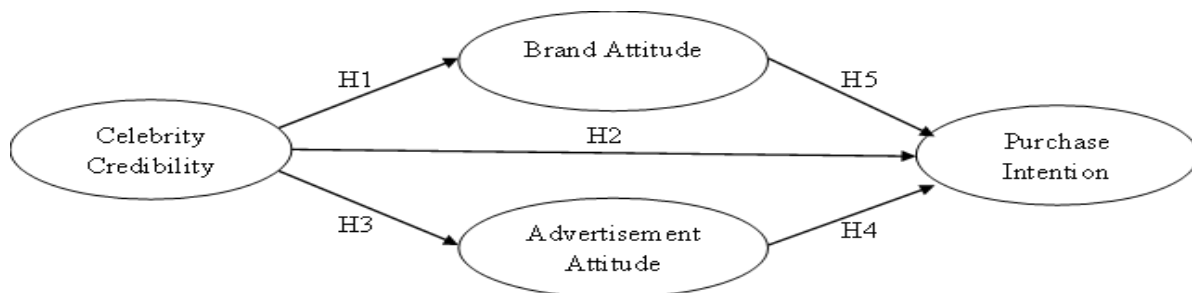 Brand Attitude
H1
H5
Celebrity
Credibility
H2
Purchase
Intention
H3
Advertisement
Attitude
H4